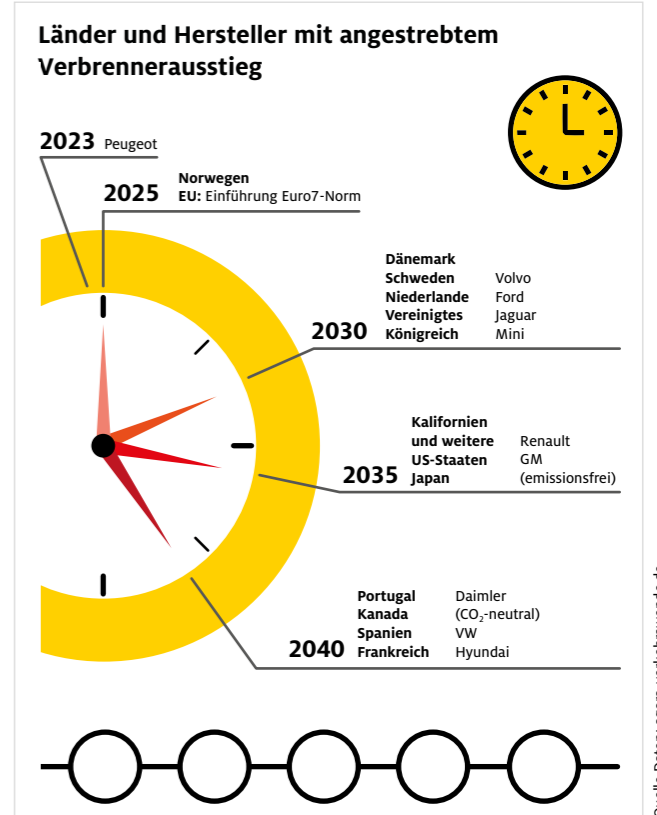 Länder und Hersteller mit angestrebtem
Verbrennerausstieg
2023 Peugeot
2025
Norwegen
EU: Einführung Euro7-Norm
2030
Dänemark
Schweden Volvo
Niederlande Ford
Vereinigtes Jaguar
Königreich Mini
2035
Kalifornien
und weitere Renault
US-Staaten GM
Japan (emissionsfrei)
2040
Portugal Daimler
Kanada (CO₂-neutral)
Spanien VW
Frankreich Hyundai